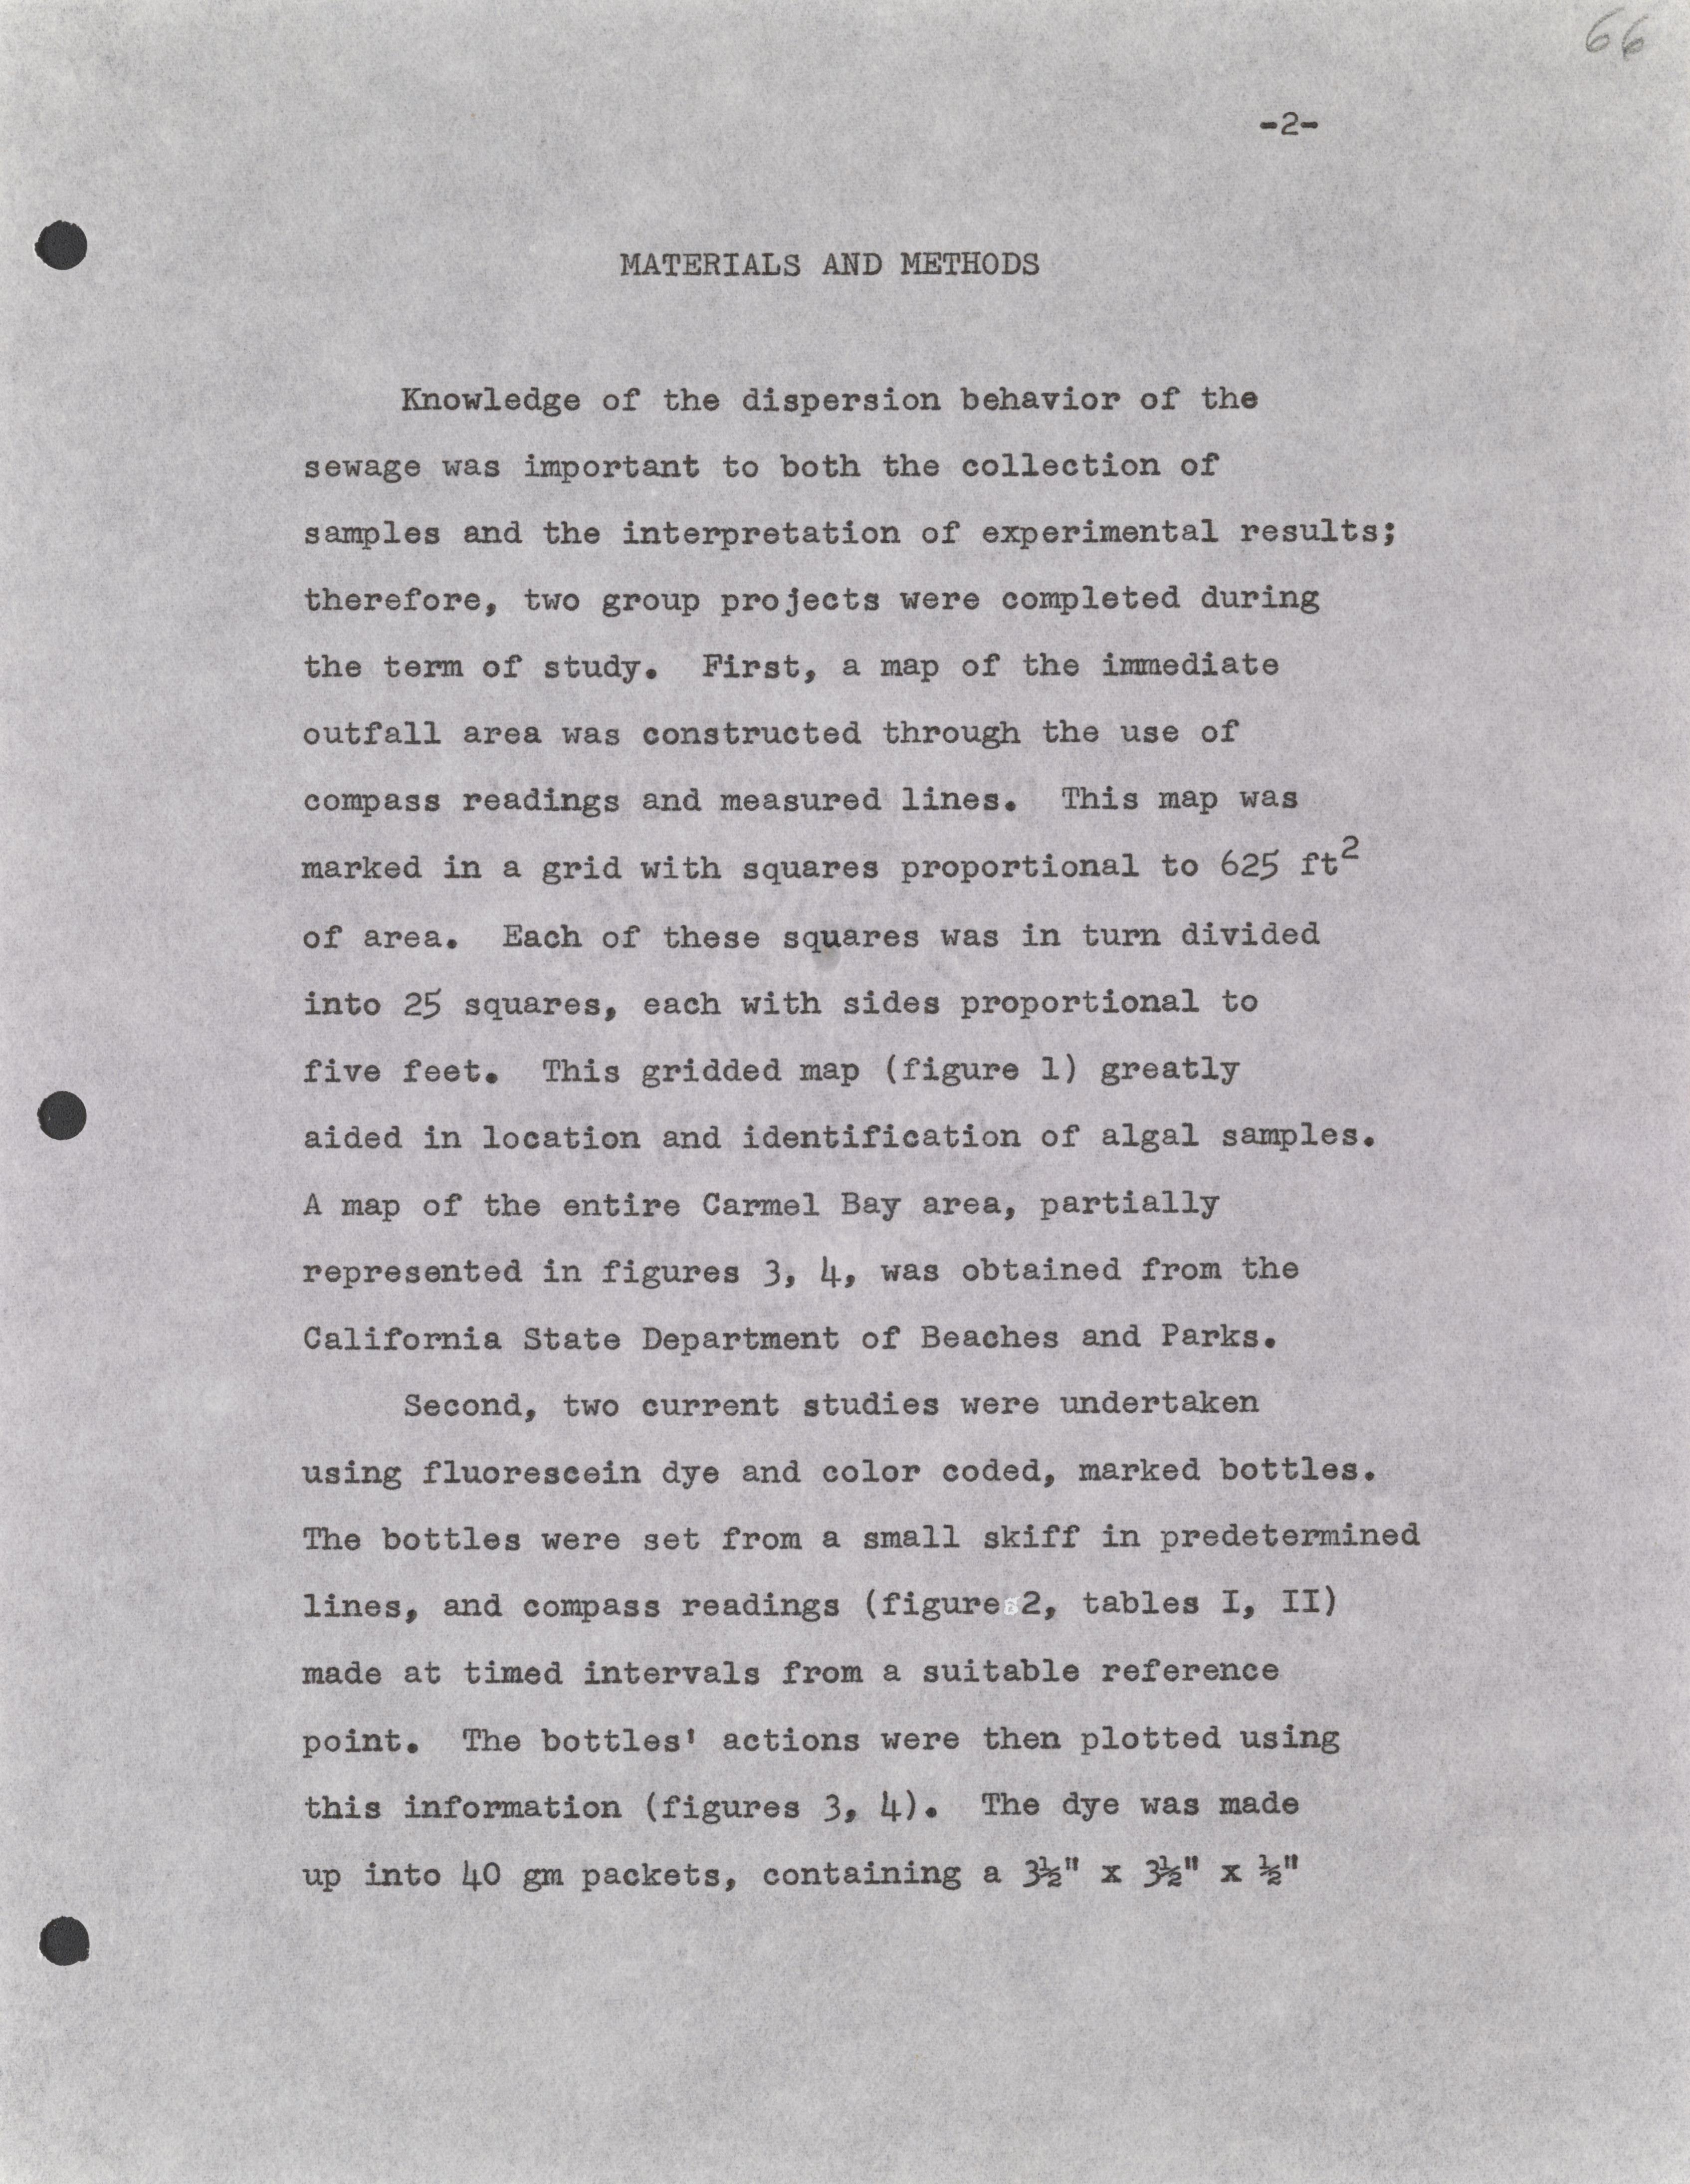 66
-2-
MATERIALS AND METHODS
Knowledge of the dispersion behavior of the
sewage was important to both the collection of
samples and the interpretation of experimental results;
therefore, two group projects were completed during
the term of study. First, a map of the immediate
outfall area was constructed through the use of
compass readings and measured lines. This map was
marked in a grid with squares proportional to 625 ft²
of area. Each of these squares was in turn divided
into 25 squares, each with sides proportional to
five feet. This gridded map (figure 1) greatly
aided in location and identification of algal samples.
A map of the entire Carmel Bay area, partially
represented in figures 3, 4, was obtained from the
California State Department of Beaches and Parks.
Second, two current studies were undertaken
using fluorescein dye and color coded, marked bottles.
The bottles were set from a small skiff in predetermined
lines, and compass readings (figure 2, tables I, II)
made at timed intervals from a suitable reference
point. The bottles' actions were then plotted using
this information (figures 3, 4). The dye was made
up into 40 gm packets, containing a 3½" x 3½" x ½"